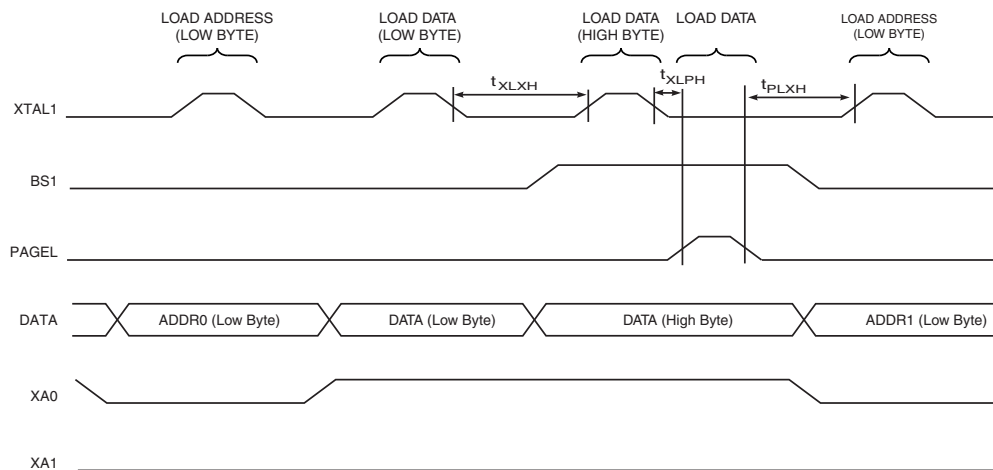 LOAD ADDRESS
(LOW BYTE)
LOAD DATA
(LOW BYTE)
LOAD DATA
(HIGH BYTE)
LOAD DATA
LOAD ADDRESS
(LOW BYTE)
tXLXH
tXLPH
tPLXH
XTAL1
BS1
PAGEL
DATA
ADDR0 (Low Byte)
DATA (Low Byte)
DATA (High Byte)
ADDR1 (Low Byte)
XA0
XA1